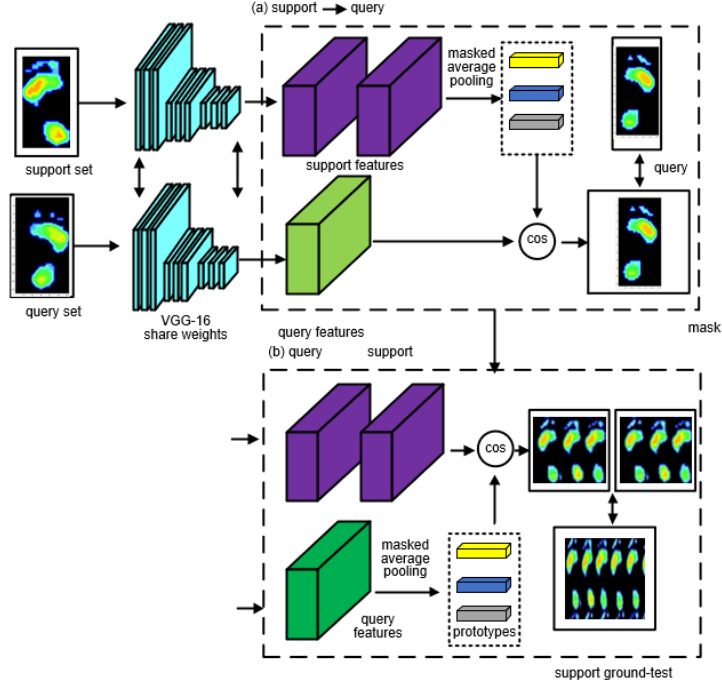 (a) support → query
masked
average
pooling
support features
support set
query
cos
query set
VGG-16
share weights
mask
query features
(b) query support
cos
masked
average
pooling
query
features
prototypes
support ground-test